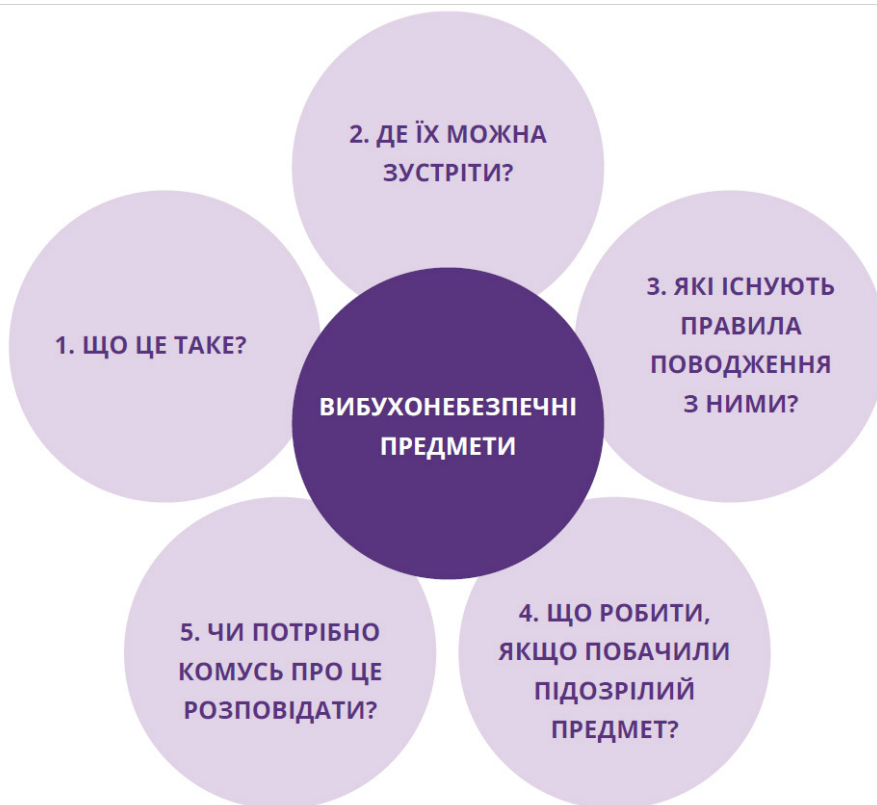 2. ДЕ ЇХ МОЖНА
ЗУСТРІТИ?
1. ЩО ЦЕ ТАКЕ?
3. ЯКІ ІСНУЮТЬ
ПРАВИЛА
ПОВОДЖЕННЯ
З НИМИ?
ВИБУХОНЕБЕЗПЕЧНІ
ПРЕДМЕТИ
5. ЧИ ПОТРІБНО
КОМУСЬ ПРО ЦЕ
РОЗПОВІДАТИ?
4. ЩО РОБИТИ,
ЯКЩО ПОБАЧИЛИ
ПІДОЗРІЛИЙ
ПРЕДМЕТ?